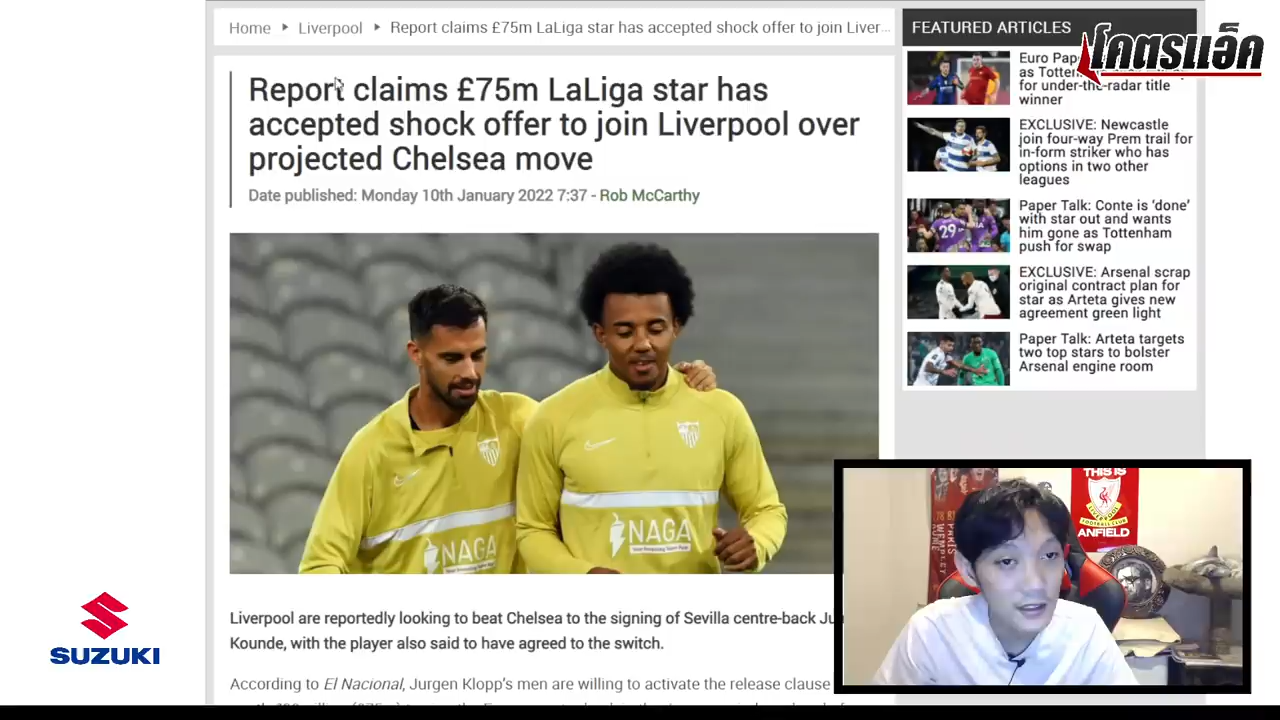 Home
Liverpool
Report claims £75m LaLiga star has accepted shock offer to join Liver...
Report claims £75m LaLiga star has
accepted shock offer to join Liverpool over
projected Chelsea move
Date published: Monday 10th January 2022 7:37 - Rob McCarthy
NAGA
NAGA
Liverpool are reportedly looking to beat Chelsea to the signing of Sevilla centre-back
Kounde, with the player also said to have agreed to the switch.
According to El Nacional, Jurgen Klopp's men are willing to activate the release clause
FEATURED ARTICLES
โคตรแอ็ค
Euro
as
for under-the-radar title
winner
EXCLUSIVE: Newcastle
join four-way Prem trail for
in-form striker who has
options in two other
leagues
Paper Talk: Conte is 'done'
with star out and wants
him gone as Tottenham
push for swap
29
EXCLUSIVE: Arsenal scrap
original contract plan for
star as Arteta gives new
agreement green light
Paper Talk: Arteta targets
two top stars to bolster
Arsenal engine room
SUZUKI
THIS IS
LIVERPOOL
FOOTBALL CLUB
ANFIELD
PARIS
WEMBLEY
ROME